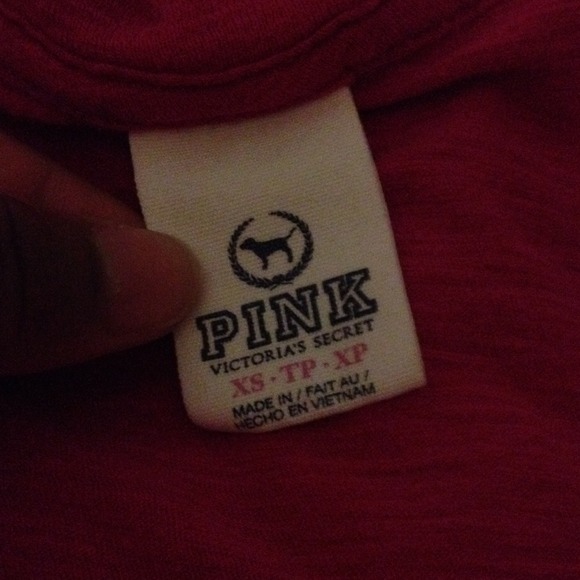 PINK
VICTORIA'S SECRET
XS · TP · XP
MADE IN / FAIT AU /
HECHO EN VIETNAM